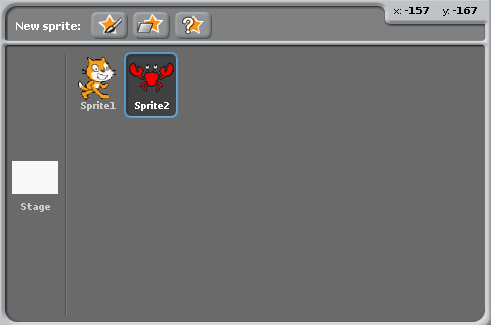 New sprite:
x: -157 y: -167
Sprite1 Sprite2
Stage